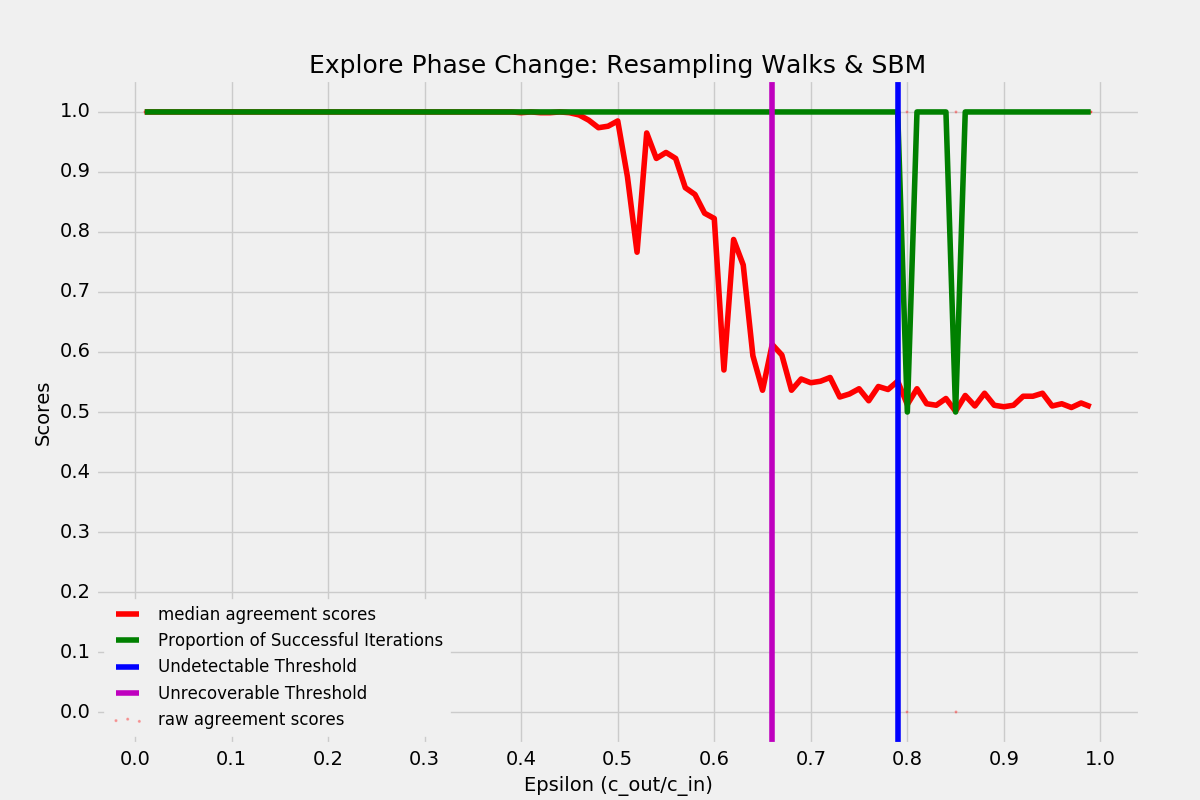 Explore Phase Change: Resampling Walks & SBM
Scores
1.0
0.9
0.8
0.7
0.6
0.5
0.4
0.3
0.2
0.1
0.0
median agreement scores
Proportion of Successful Iterations
Undetectable Threshold
Unrecoverable Threshold
raw agreement scores
0.0 0.1 0.2 0.3 0.4 0.5 0.6 0.7 0.8 0.9 1.0
Epsilon (c_out/c_in)